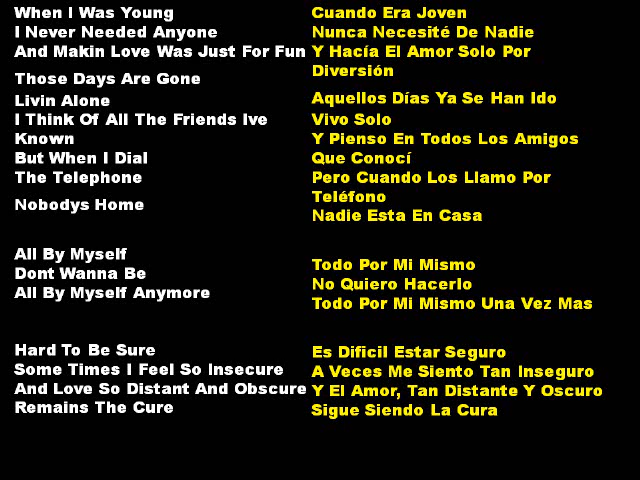 When I Was Young
I Never Needed Anyone
And Makin Love Was Just For Fun
Those Days Are Gone
Livin Alone
I Think Of All The Friends Ive
Known
But When I Dial
The Telephone
Nobodys Home
All By Myself
Dont Wanna Be
All By Myself Anymore
Hard To Be Sure
Some Times I Feel So Insecure
And Love So Distant And Obscure
Remains The Cure
Cuando Era Joven
Nunca Necesité De Nadie
Y Hacía El Amor Solo Por
Diversión
Aquellos Días Ya Se Han Ido
Vivo Solo
Y Pienso En Todos Los Amigos
Que Conocí
Pero Cuando Los Llamo Por
Teléfono
Nadie Esta En Casa
Todo Por Mi Mismo
No Quiero Hacerlo
Todo Por Mi Mismo Una Vez Mas
Es Dificil Estar Seguro
A Veces Me Siento Tan Inseguro
Y El Amor, Tan Distante Y Oscuro
Sigue Siendo La Cura